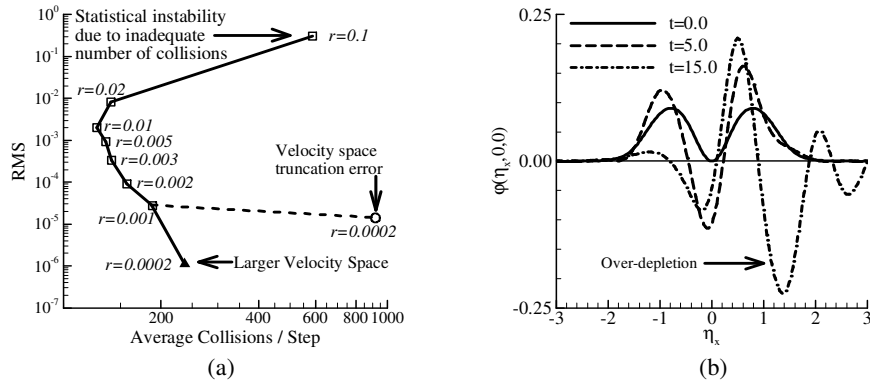 RMS
10⁰
10⁻¹
10⁻²
10⁻³
10⁻⁴
10⁻⁵
10⁻⁶
10⁻⁷
Statistical instability
due to inadequate
number of collisions
r=0.1
r=0.02
r=0.01
r=0.005
r=0.003
r=0.002
r=0.001
Velocity space
truncation error
r=0.0002
r=0.0002
Larger Velocity Space
200 400 600 800 1000
Average Collisions / Step
(a)
φ(ηₓ,0,0)
0.25
0.00
-0.25
t=0.0
t=5.0
t=15.0
Over-depletion
-3 -2 -1 0 1 2 3
ηₓ
(b)